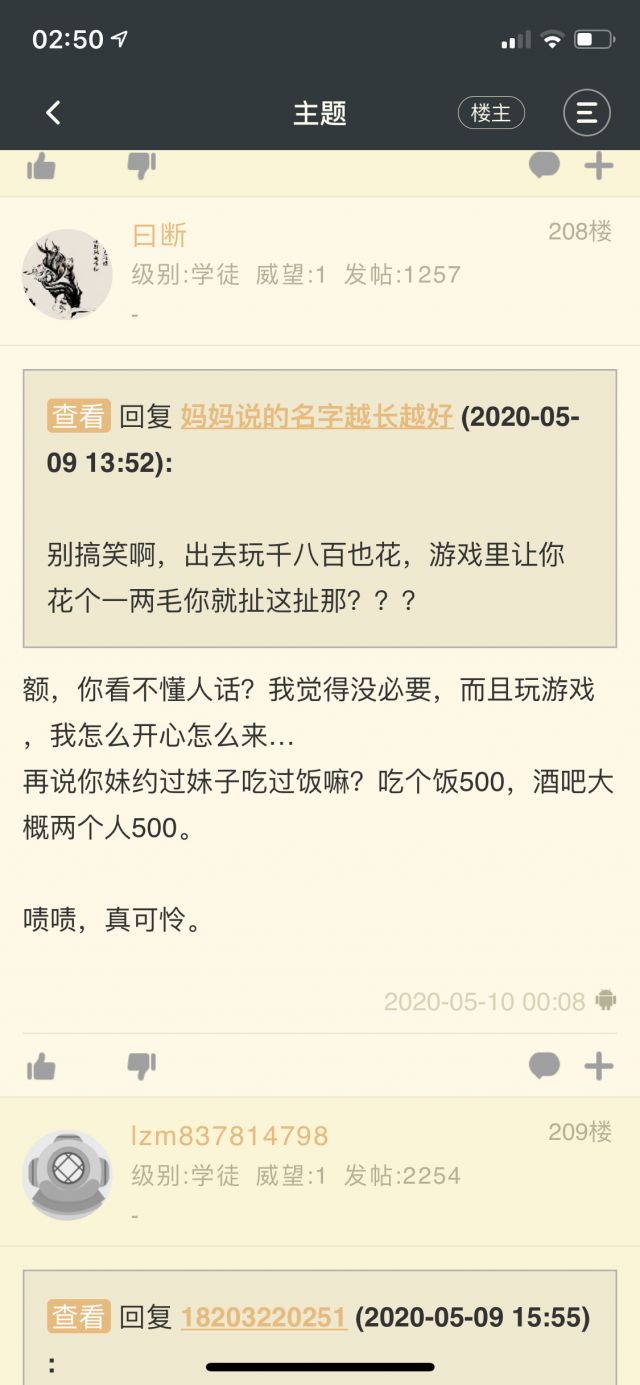 02:50
主题
楼主
曰断
208楼
级别:学徒 威望:1 发帖:1257
-
查看 回复 妈妈说的名字越长越好 (2020-05-
09 13:52):
别搞笑啊，出去玩千八百也花，游戏里让你
花个一两毛你就扯这扯那？？？
额，你看不懂人话？我觉得没必要，而且玩游戏
，我怎么开心怎么来...
再说你妹约过妹子吃过饭嘛？吃个饭500，酒吧大
概两个人500。
啧啧，真可怜。
2020-05-10 00:08
lzm837814798
209楼
级别:学徒 威望:1 发帖:2254
-
查看 回复 18203220251 (2020-05-09 15:55)
: